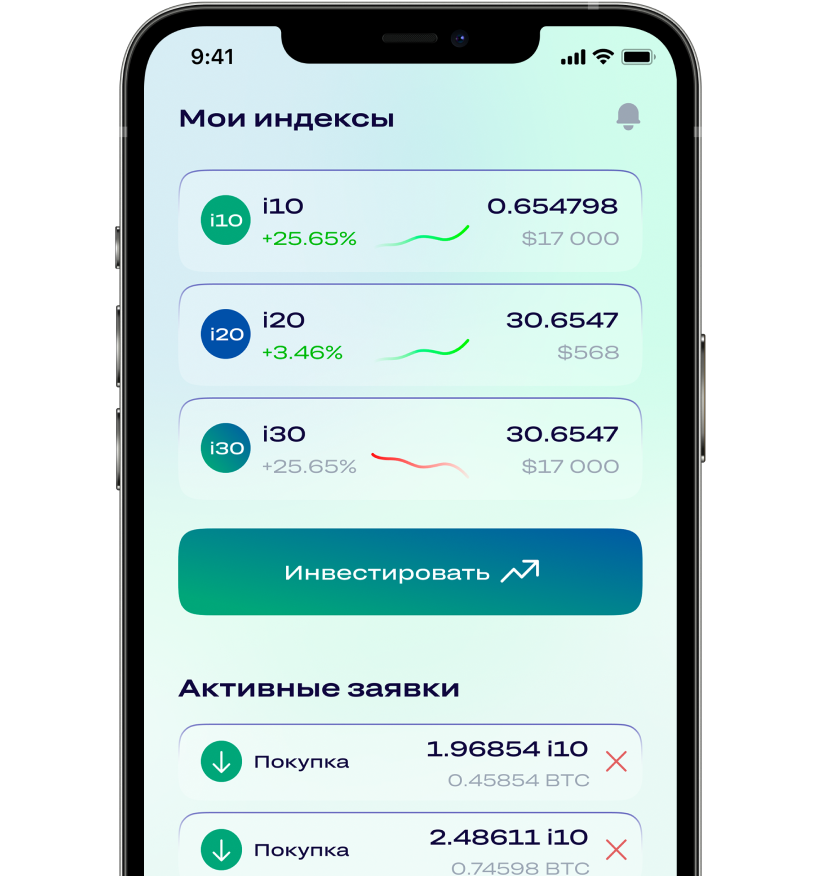 9:41
Мои индексы
i10 i10 0.654798
+25.65% $17 000
i20 i20 30.6547
+3.46% $568
i30 i30 30.6547
+25.65% $17 000
Инвестировать
Активные заявки
Покупка 1.96854 i10
0.45854 BTC
Покупка 2.48611 i10
0.74598 BTC